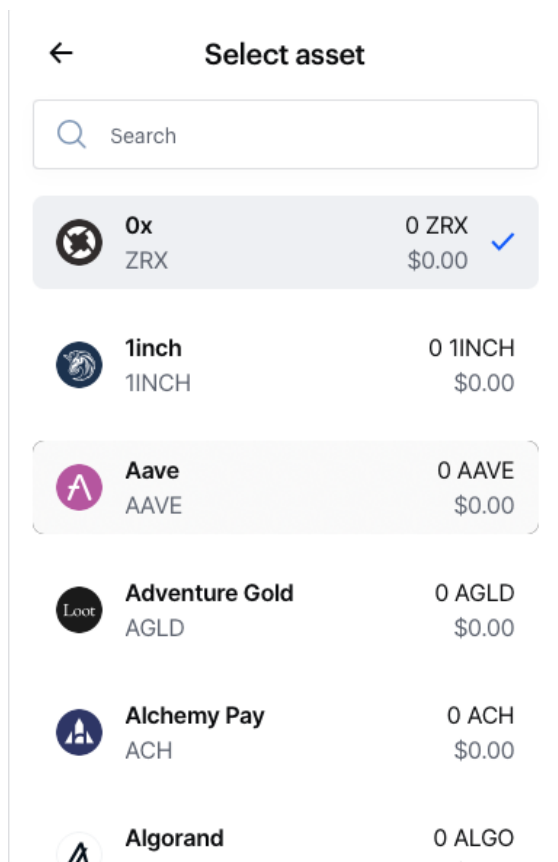 Select asset
Search
0x 0 ZRX
ZRX $0.00
1inch 0 1INCH
1INCH $0.00
Aave 0 AAVE
AAVE $0.00
Loot
Adventure Gold 0 AGLD
AGLD $0.00
Alchemy Pay 0 ACH
ACH $0.00
Algorand 0 ALGO